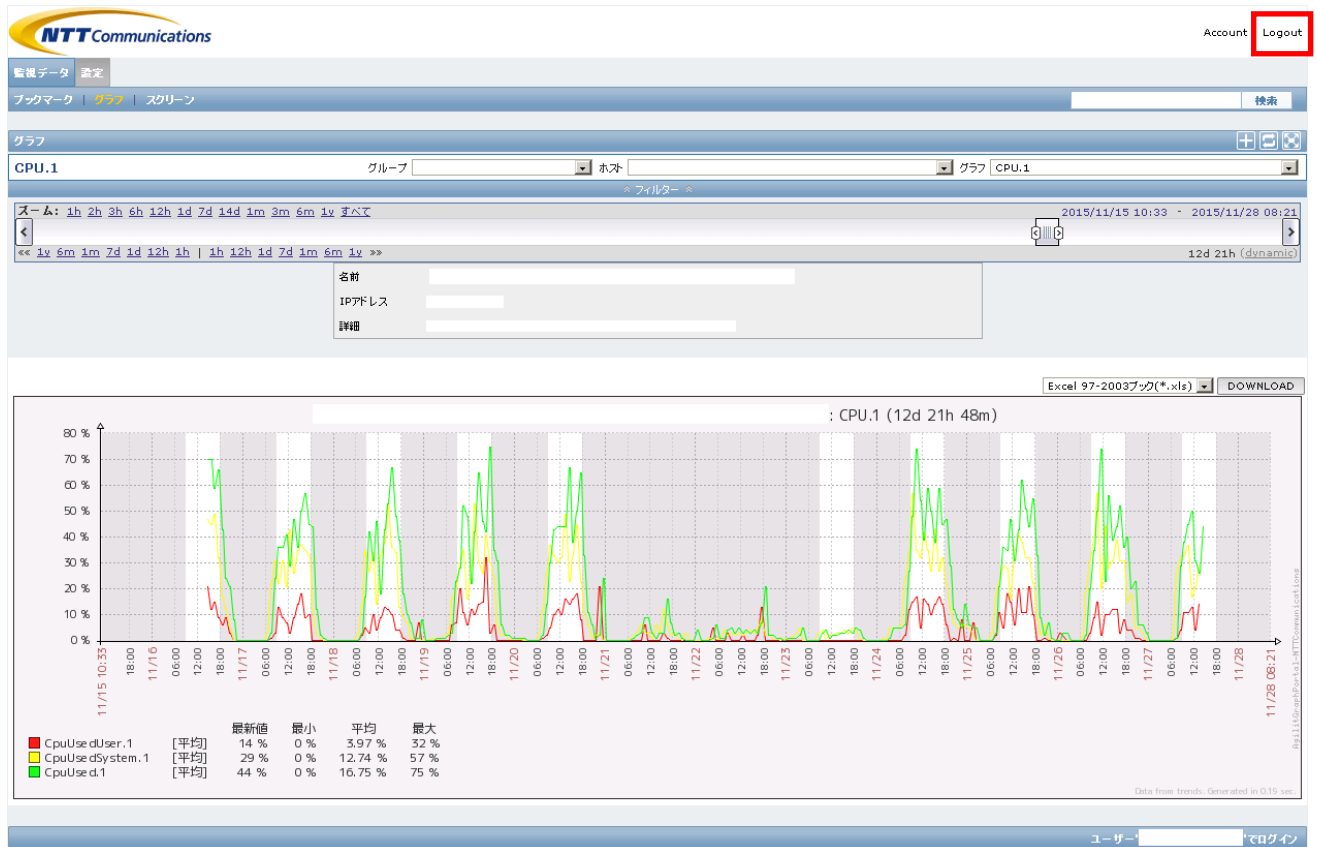 NTT Communications
Account Logout
監視データ 設定
ブックマーク | グラフ | スクリーン 検索
グラフ
CPU.1 グループ ホスト グラフ CPU.1
« フィルター «
ズーム: 1h 2h 3h 6h 12h 1d 7d 14d 1m 3m 6m 1y すべて 2015/11/15 10:33 - 2015/11/28 08:21
«« 1y 6m 1m 7d 1d 12h 1h | 1h 12h 1d 7d 1m 6m 1y »» 12d 21h (dynamic)
名前
IPアドレス
詳細
Excel 97-2003ブック(*.xls) DOWNLOAD
: CPU.1 (12d 21h 48m)
80 %
70 %
60 %
50 %
40 %
30 %
20 %
10 %
0 %
11/15 10:33 18:00 11/16 06:00 12:00 18:00 11/17 06:00 12:00 18:00 11/18 06:00 12:00 18:00 11/19 06:00 12:00 18:00 11/20 06:00 12:00 18:00 11/21 06:00 12:00 18:00 11/22 06:00 12:00 18:00 11/23 06:00 12:00 18:00 11/24 06:00 12:00 18:00 11/25 06:00 12:00 18:00 11/26 06:00 12:00 18:00 11/27 06:00 12:00 18:00 11/28 11/28 08:21
AgilitGraphPortal-NTTCommunications
最新値 最小 平均 最大
CpuUsedUser.1 [平均] 14 % 0 % 3.97 % 32 %
CpuUsedSystem.1 [平均] 29 % 0 % 12.74 % 57 %
CpuUsed.1 [平均] 44 % 0 % 16.75 % 75 %
Data from trends. Generated in 0.19 sec.
ユーザー' 'でログイン